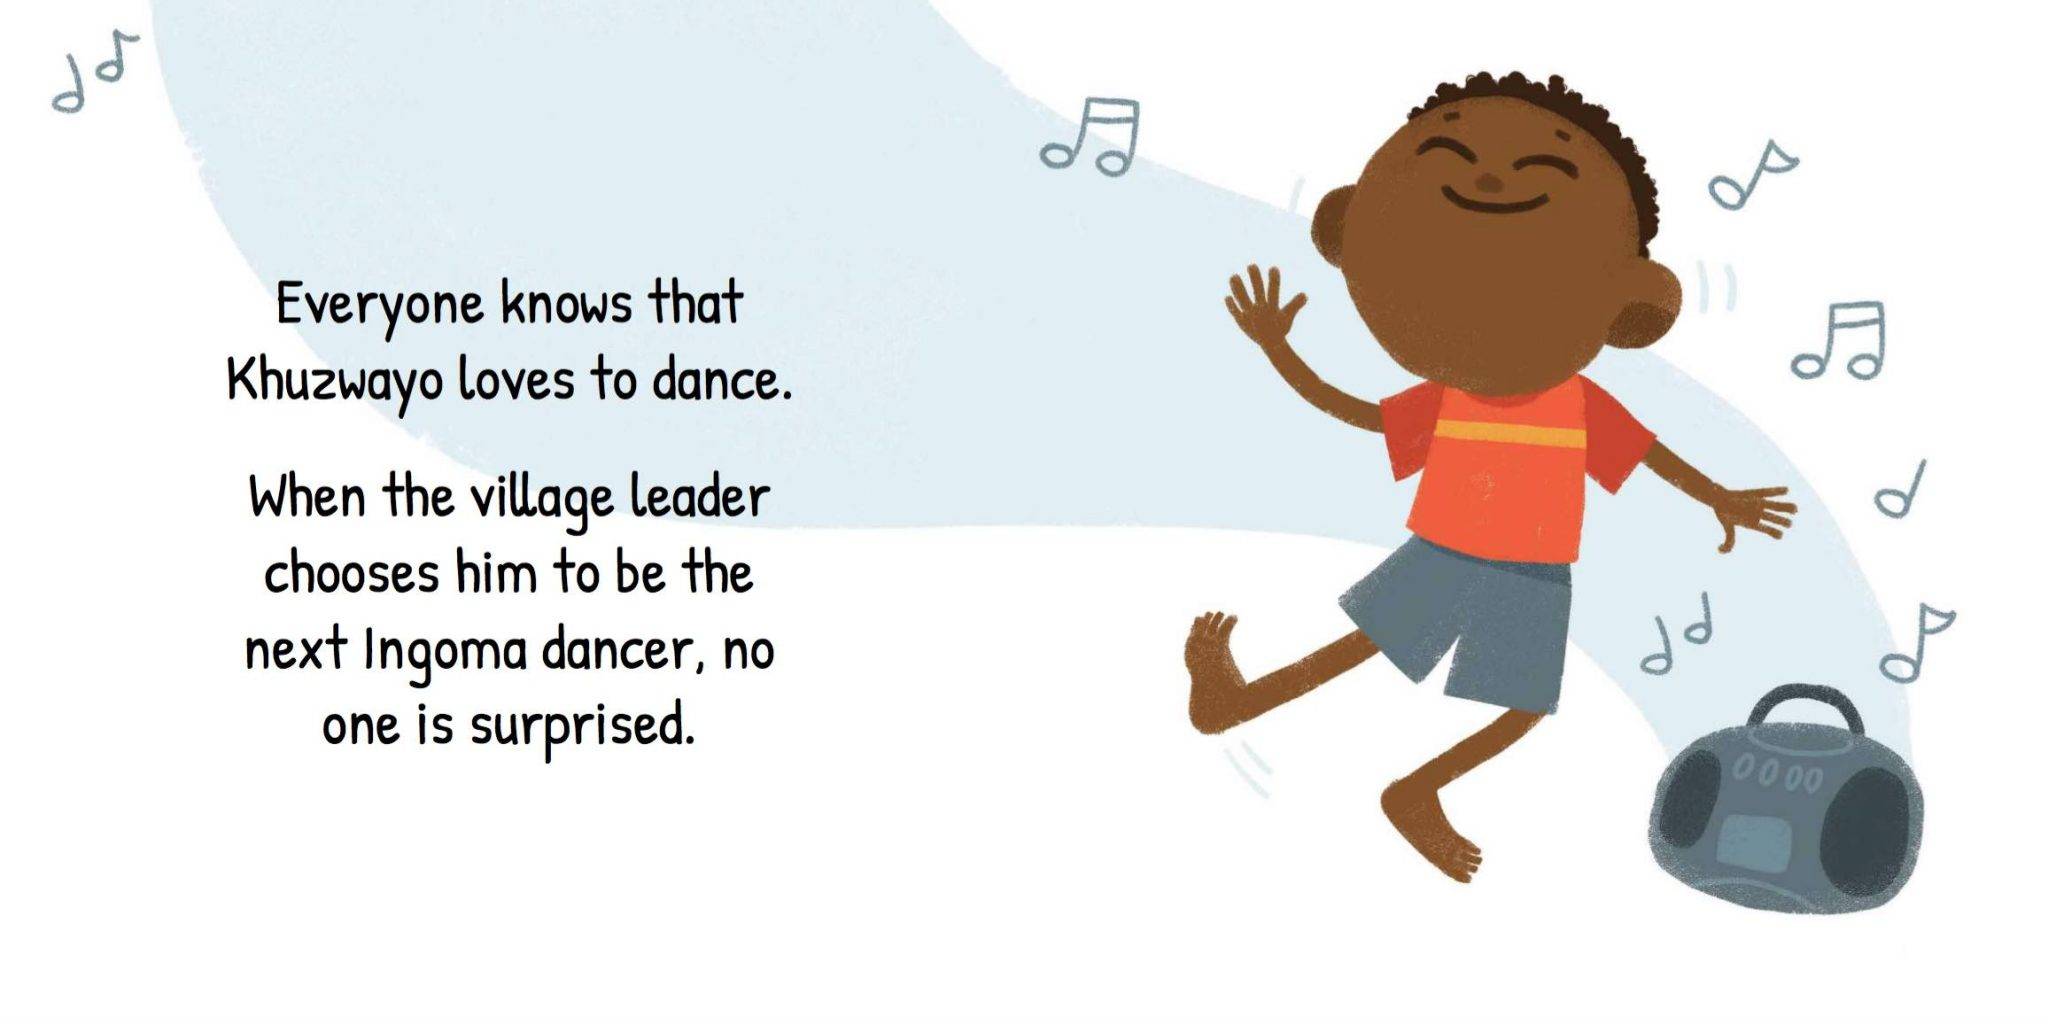 Everyone knows that
Khuzwayo loves to dance.
When the village leader
chooses him to be the
next Ingoma dancer, no
one is surprised.